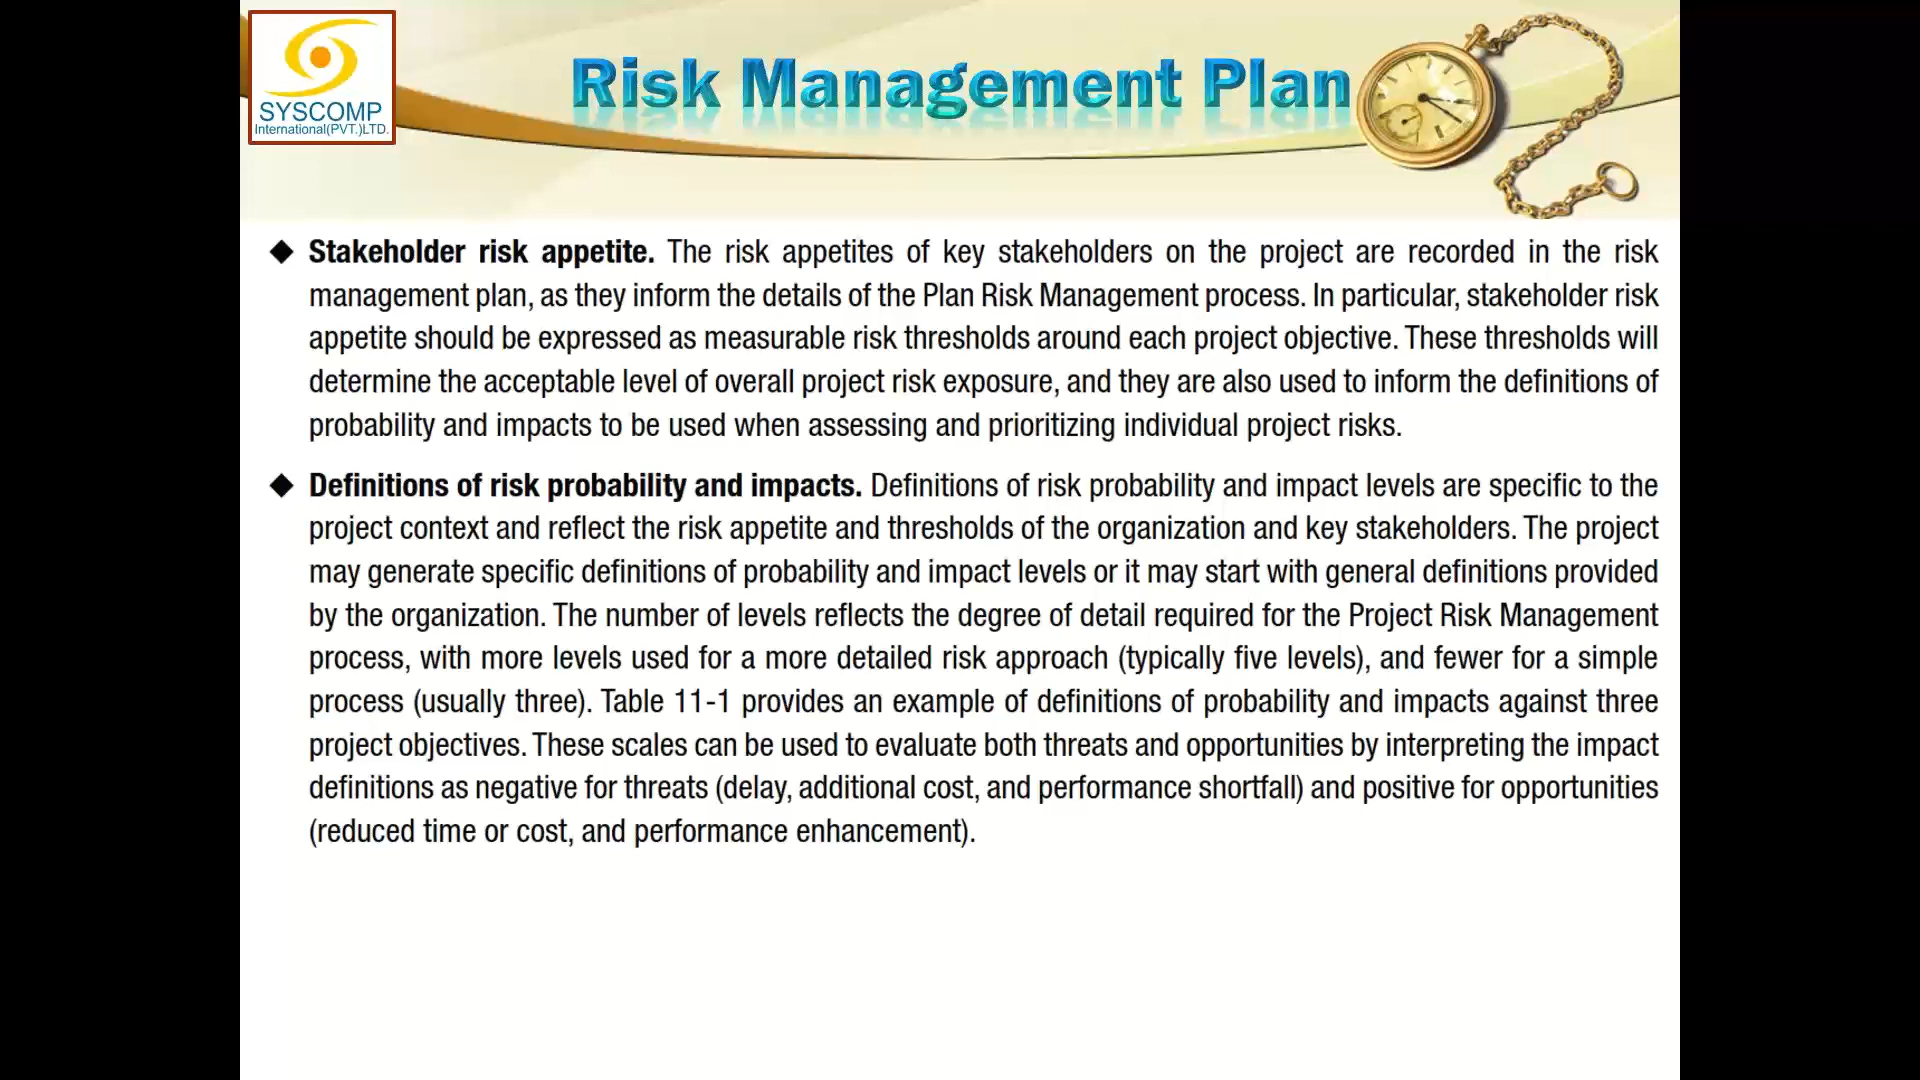 SYSCOMP
International(PVT.)LTD.
Risk Management Plan
◆ Stakeholder risk appetite. The risk appetites of key stakeholders on the project are recorded in the risk
management plan, as they inform the details of the Plan Risk Management process. In particular, stakeholder risk
appetite should be expressed as measurable risk thresholds around each project objective. These thresholds will
determine the acceptable level of overall project risk exposure, and they are also used to inform the definitions of
probability and impacts to be used when assessing and prioritizing individual project risks.
◆ Definitions of risk probability and impacts. Definitions of risk probability and impact levels are specific to the
project context and reflect the risk appetite and thresholds of the organization and key stakeholders. The project
may generate specific definitions of probability and impact levels or it may start with general definitions provided
by the organization. The number of levels reflects the degree of detail required for the Project Risk Management
process, with more levels used for a more detailed risk approach (typically five levels), and fewer for a simple
process (usually three). Table 11-1 provides an example of definitions of probability and impacts against three
project objectives. These scales can be used to evaluate both threats and opportunities by interpreting the impact
definitions as negative for threats (delay, additional cost, and performance shortfall) and positive for opportunities
(reduced time or cost, and performance enhancement).